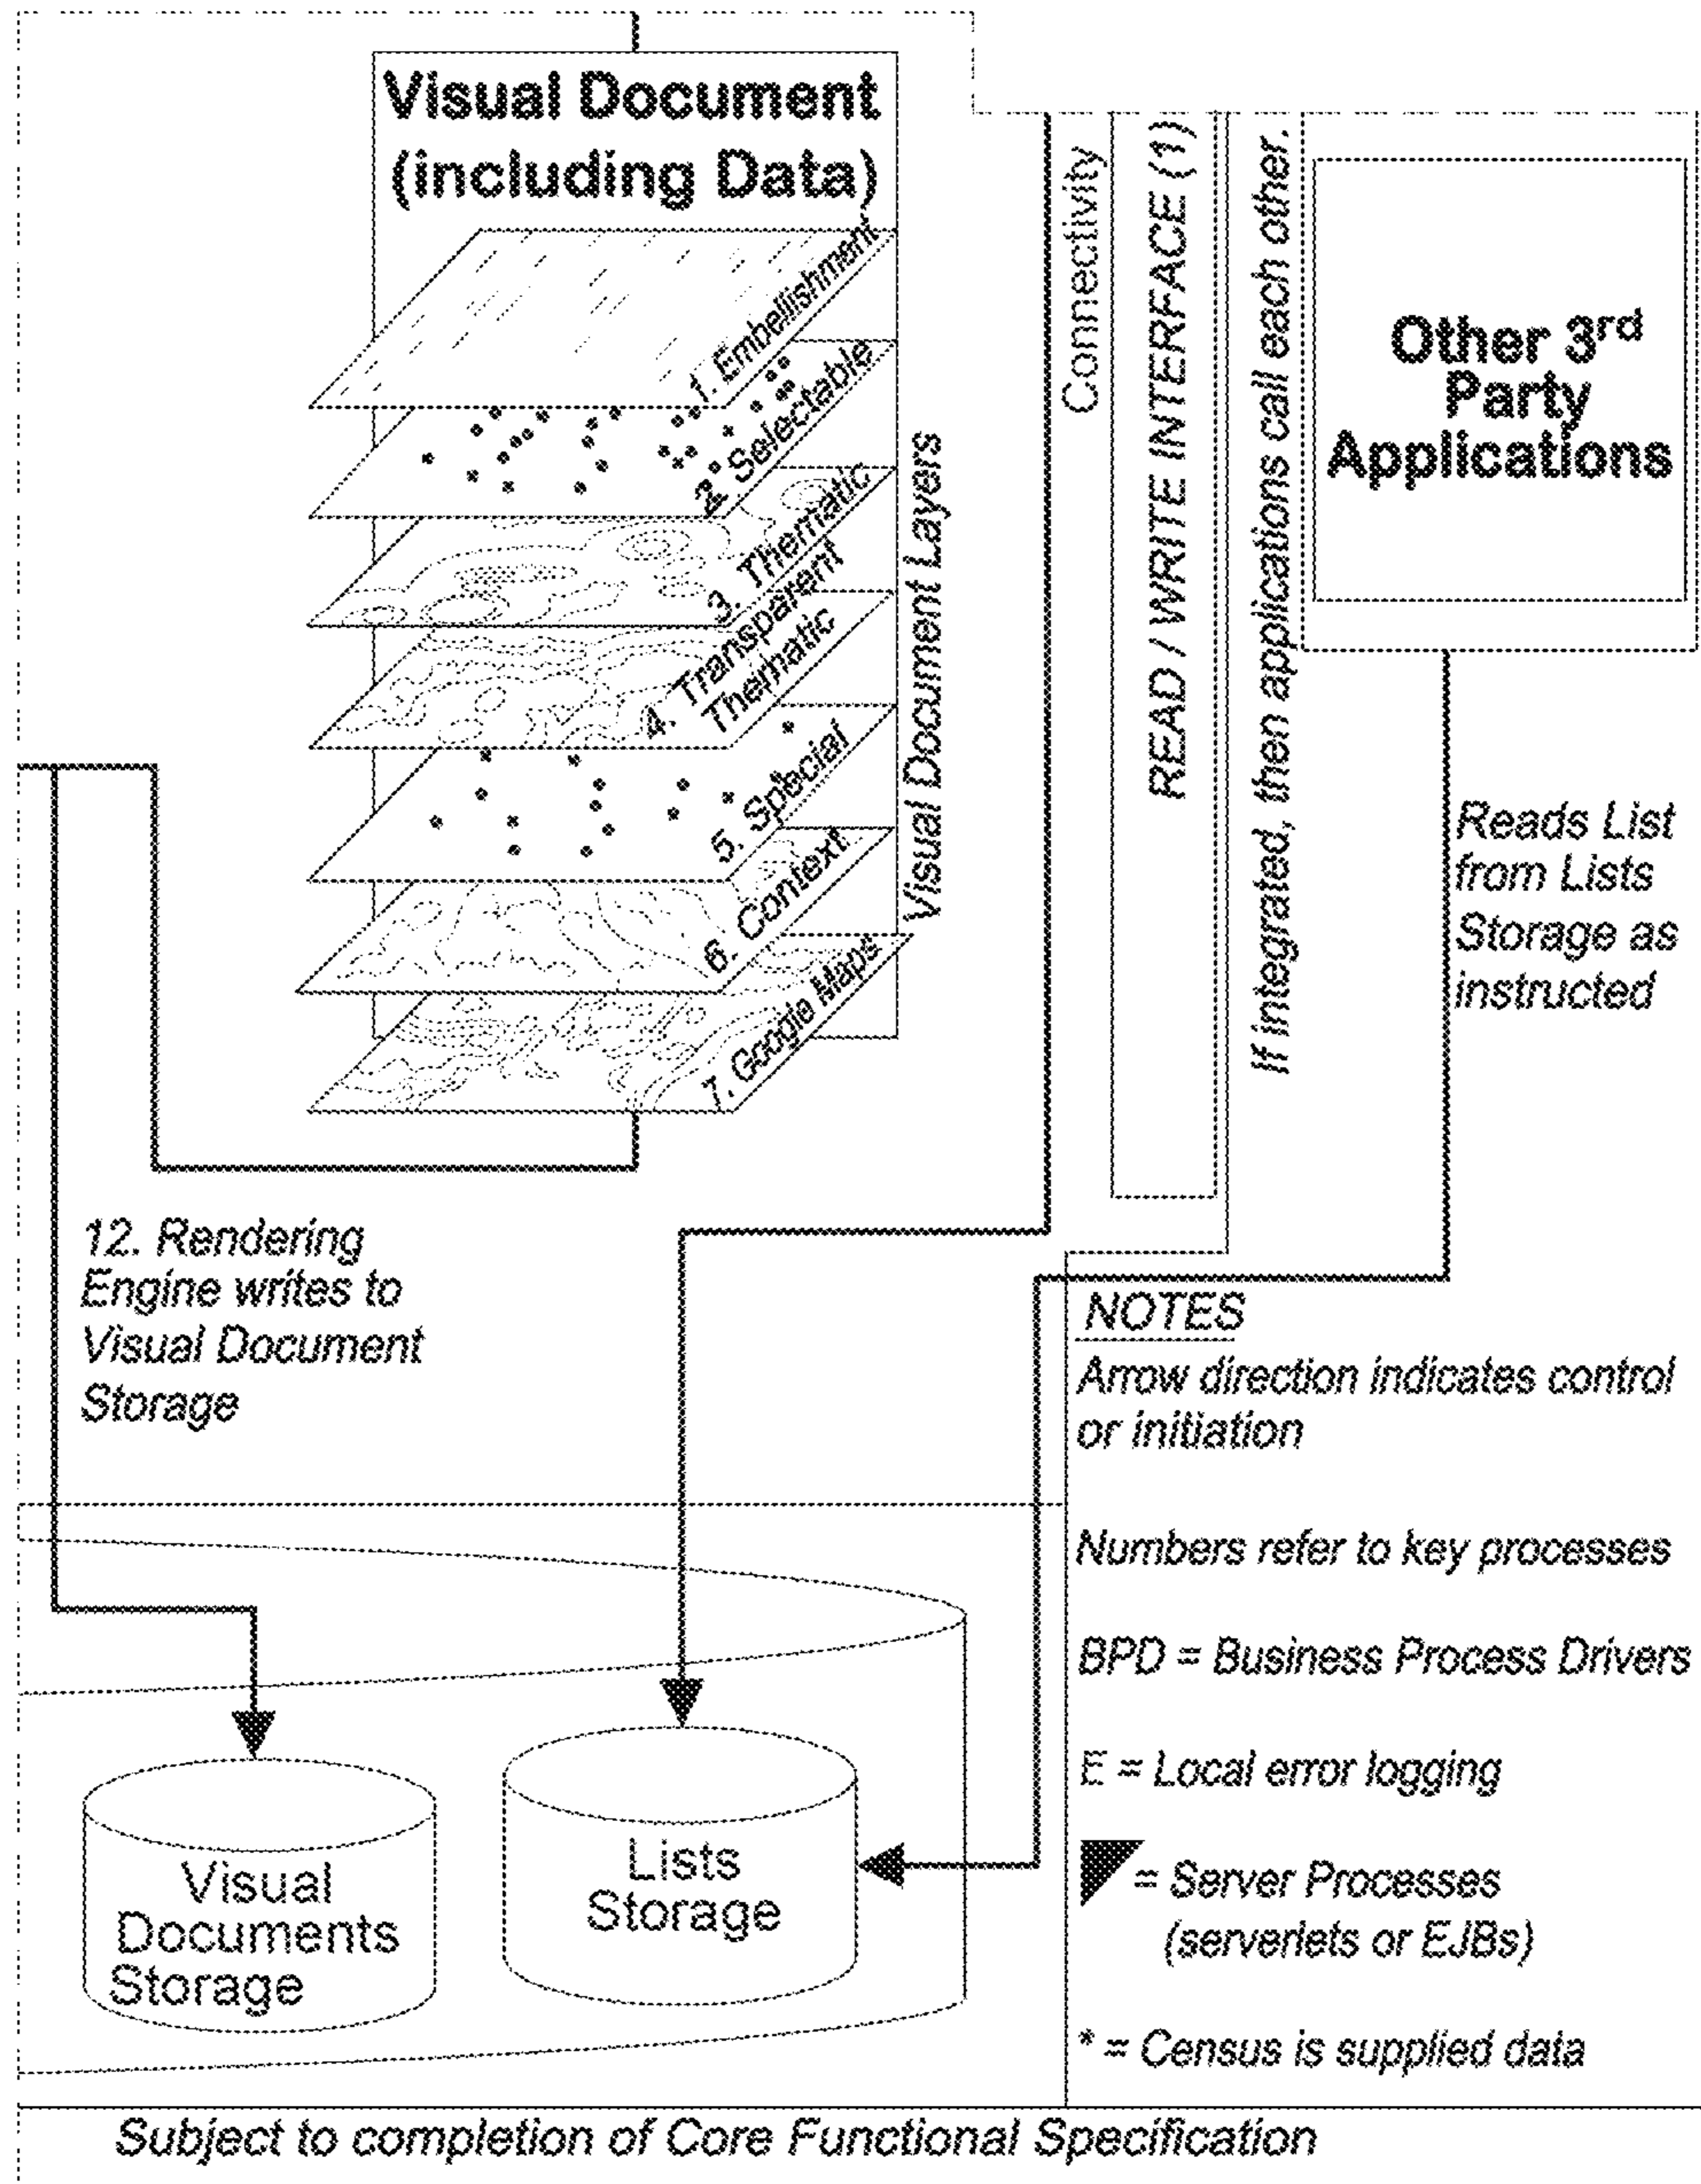 Visual Document
(including Data)
1. Embellishment
2. Selectable
3. Thematic
4. Transparent
Thematic
5. Special
6. Context
7. Google Maps
Visual Document Layers
Connectivity
READ / WRITE INTERFACE (1)
If integrated, then applications call each other.
Other 3rd
Party
Applications
Reads List
from Lists
Storage as
instructed
12. Rendering
Engine writes to
Visual Document
Storage
NOTES
Arrow direction indicates control
or initiation
Numbers refer to key processes
BPD = Business Process Drivers
E = Local error logging
= Server Processes
(serverlets or EJBs)
* = Census is supplied data
Visual
Documents
Storage
Lists
Storage
Subject to completion of Core Functional Specification